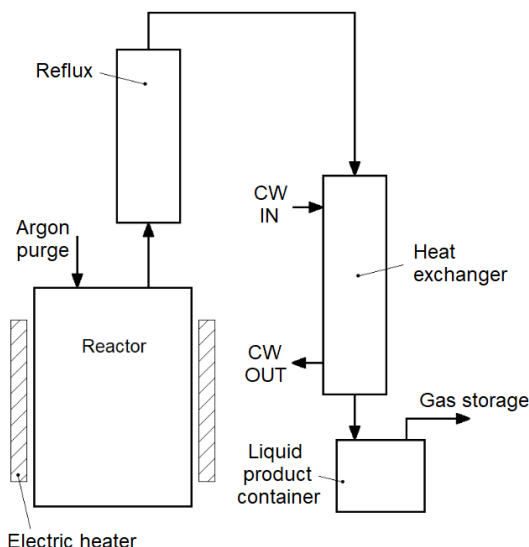 Reflux
CW
IN
Argon
purge
Heat
exchanger
Reactor
CW
OUT
Gas storage
Liquid
product
container
Electric heater